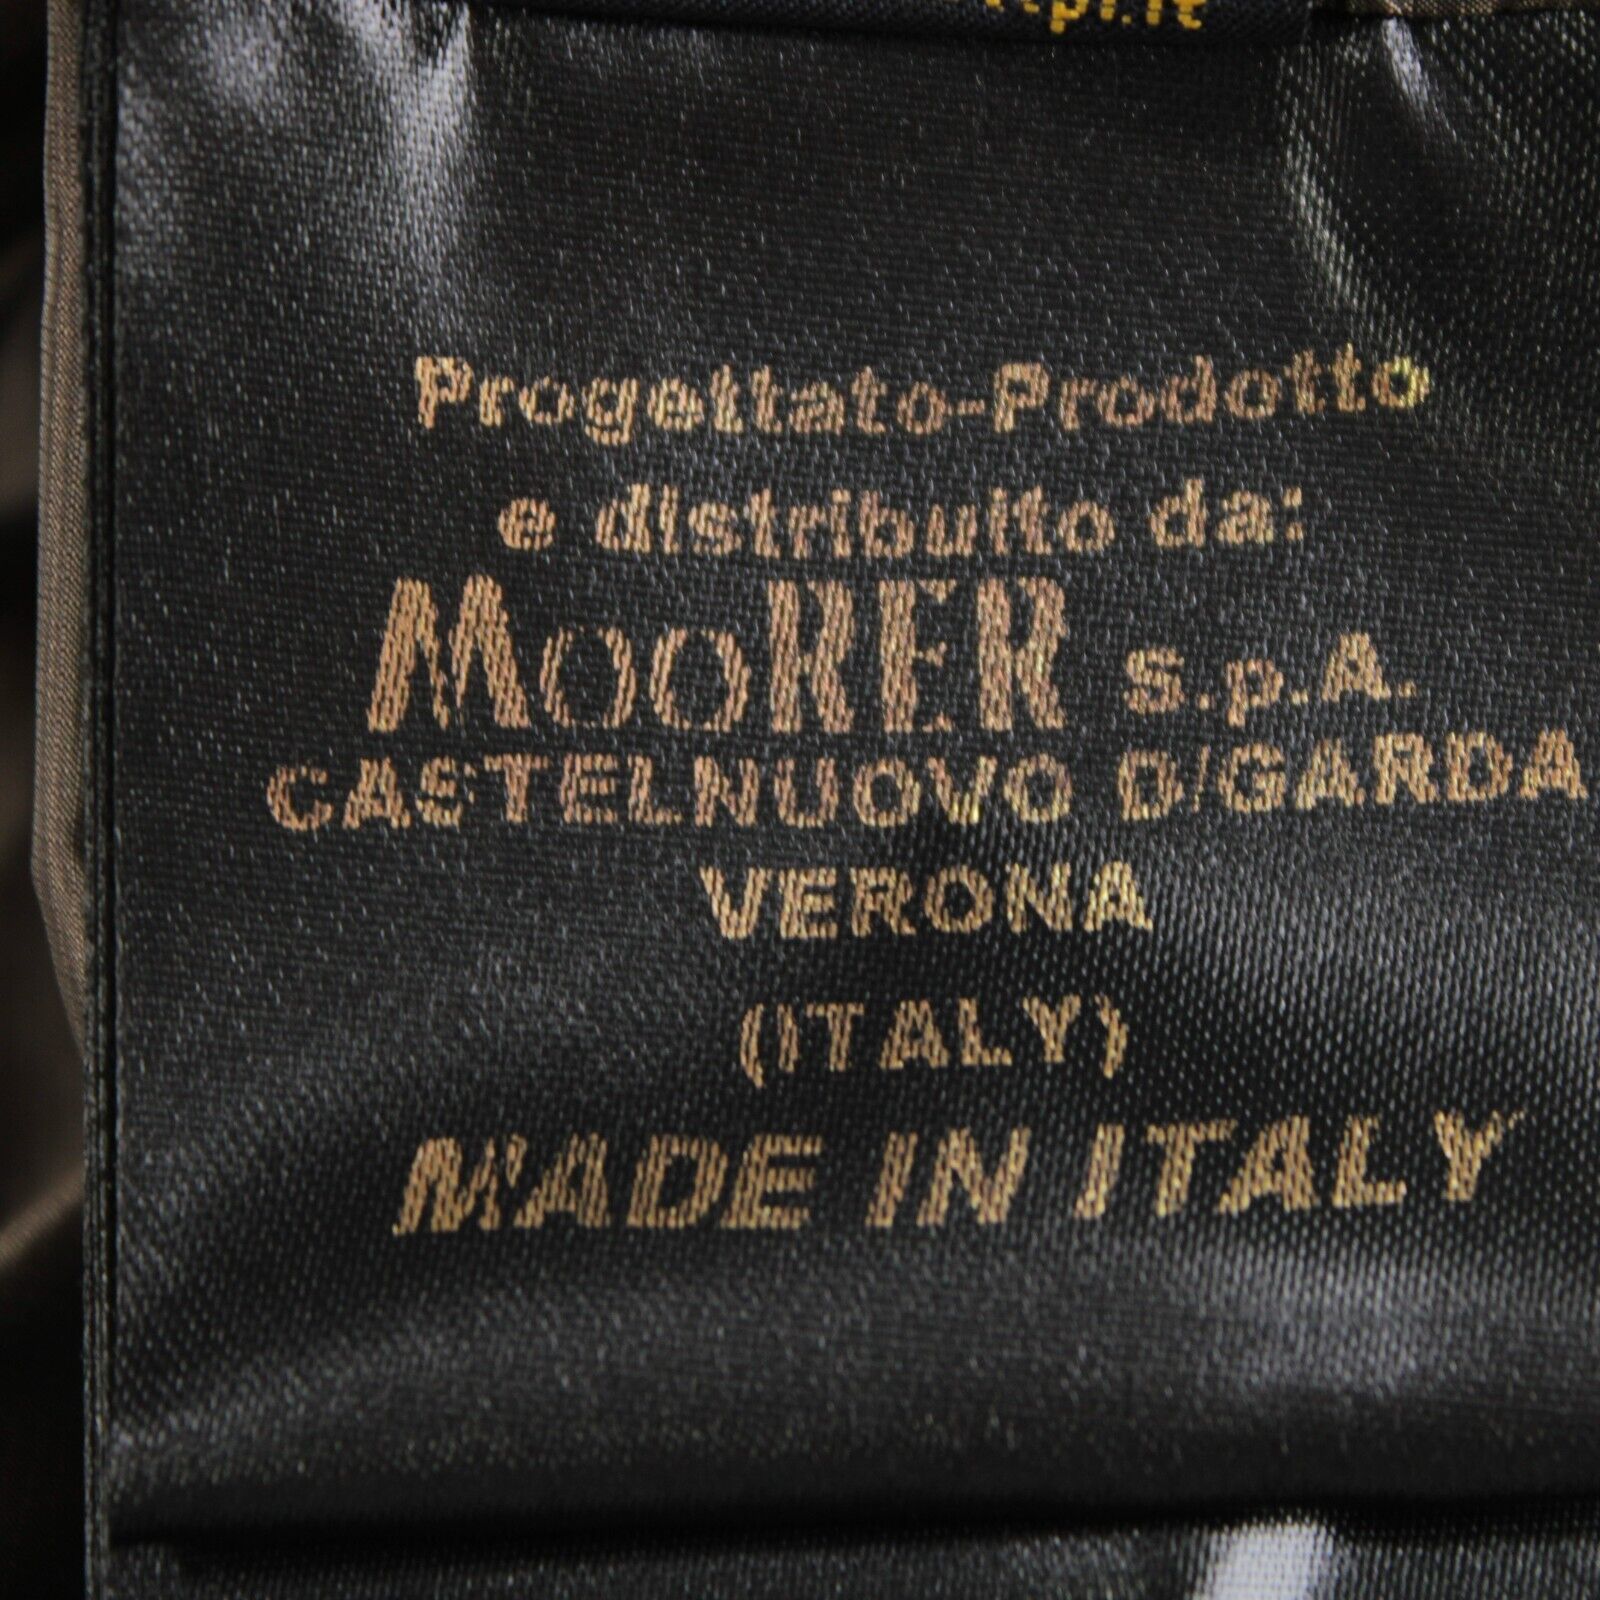 Progettato-Prodotto
e distribuito da:
MOORER S.p.A.
CASTELNUOVO D/GARDA
VERONA
(ITALY)
MADE IN ITALY